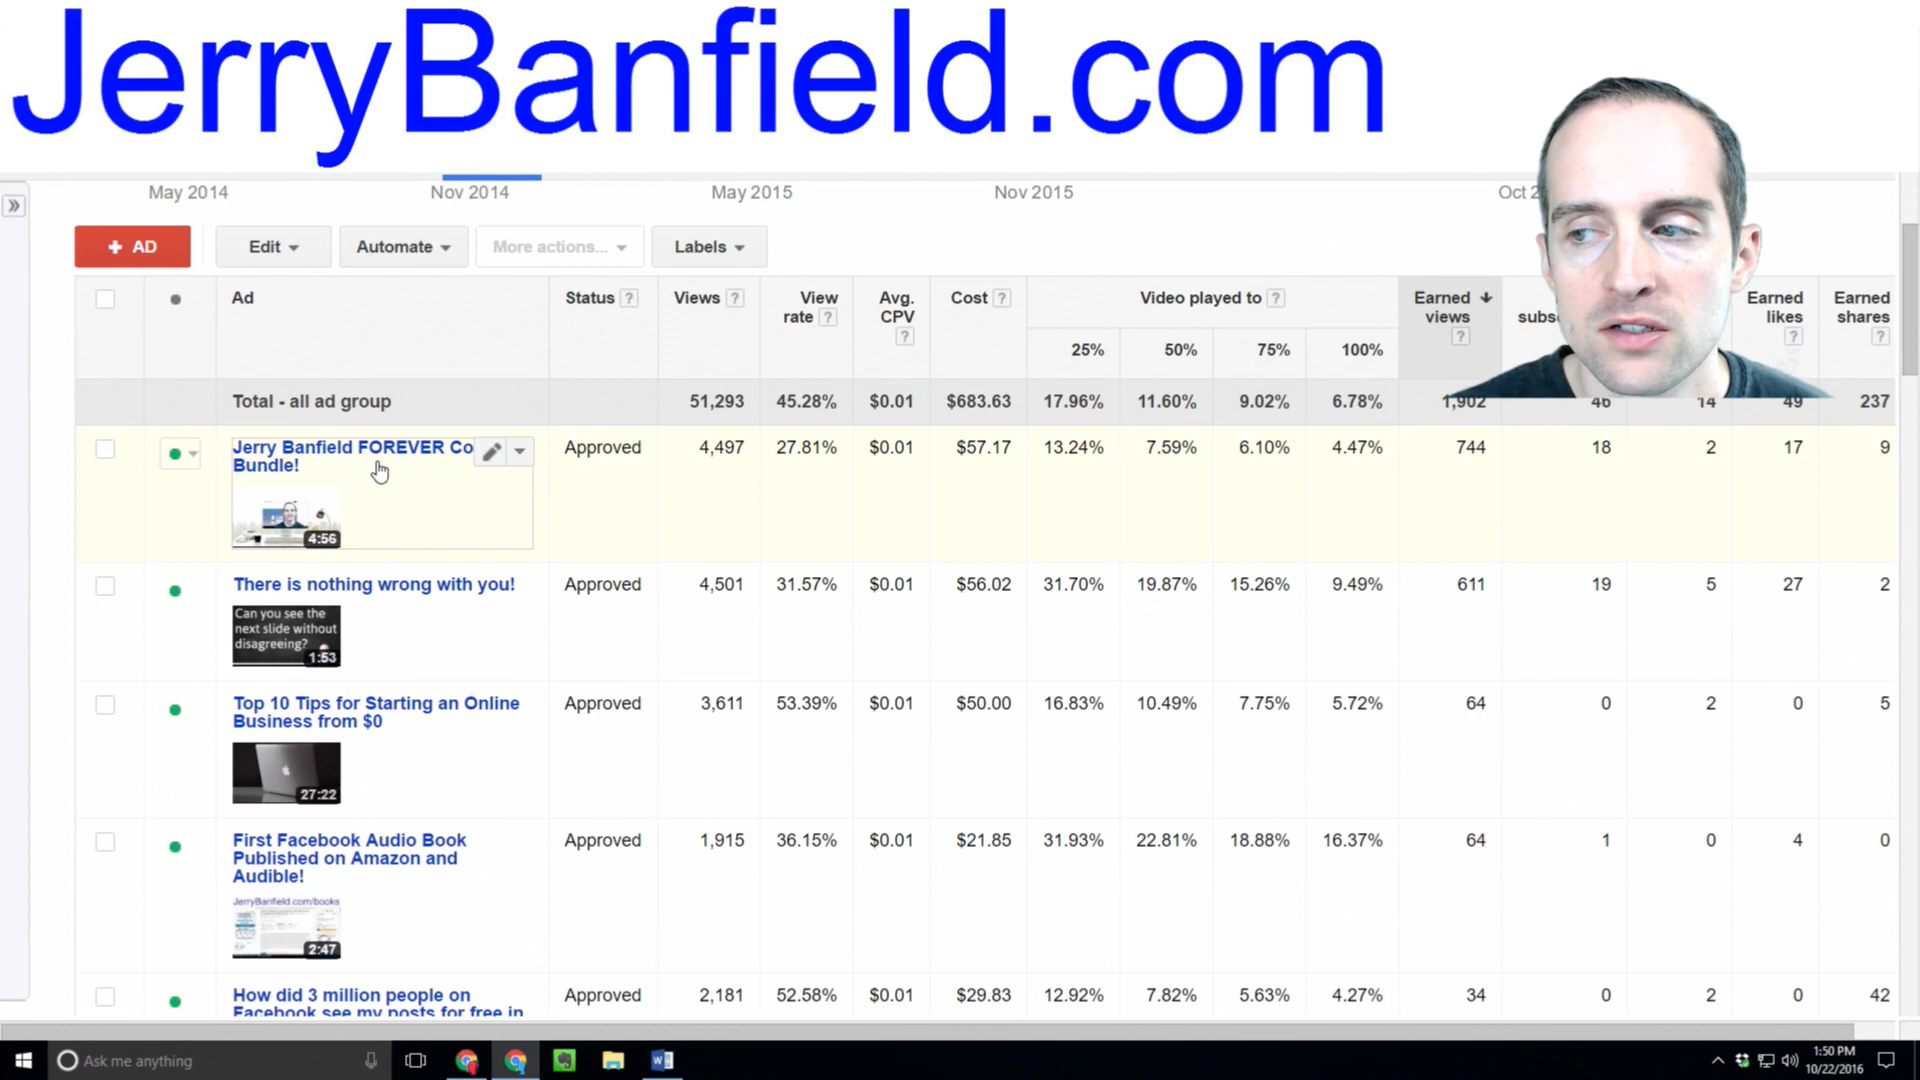 JerryBanfield.com
May 2014 Nov 2014 May 2015 Nov 2015 Oct
+ AD Edit Automate More actions... Labels
Ad Status ? Views ? View rate ? Avg. CPV ? Cost ? Video played to ? Earned views ? Earned likes ? Earned shares ?
25% 50% 75% 100%
Total - all ad group 51,293 45.28% $0.01 $683.63 17.96% 11.60% 9.02% 6.78% 1,902 46 14 49 237
Jerry Banfield FOREVER Co Approved 4,497 27.81% $0.01 $57.17 13.24% 7.59% 6.10% 4.47% 744 18 2 17 9
Bundle!
4:56
There is nothing wrong with you! Approved 4,501 31.57% $0.01 $56.02 31.70% 19.87% 15.26% 9.49% 611 19 5 27 2
Can you see the
next slide without
disagreeing?
1:53
Top 10 Tips for Starting an Online Approved 3,611 53.39% $0.01 $50.00 16.83% 10.49% 7.75% 5.72% 64 0 2 0 5
Business from $0
27:22
First Facebook Audio Book Approved 1,915 36.15% $0.01 $21.85 31.93% 22.81% 18.88% 16.37% 64 1 0 4 0
Published on Amazon and
Audible!
JerryBanfield.com/books
2:47
How did 3 million people on Approved 2,181 52.58% $0.01 $29.83 12.92% 7.82% 5.63% 4.27% 34 0 2 0 42
Facebook see my posts for free in
Ask me anything
1:50 PM
10/22/2016